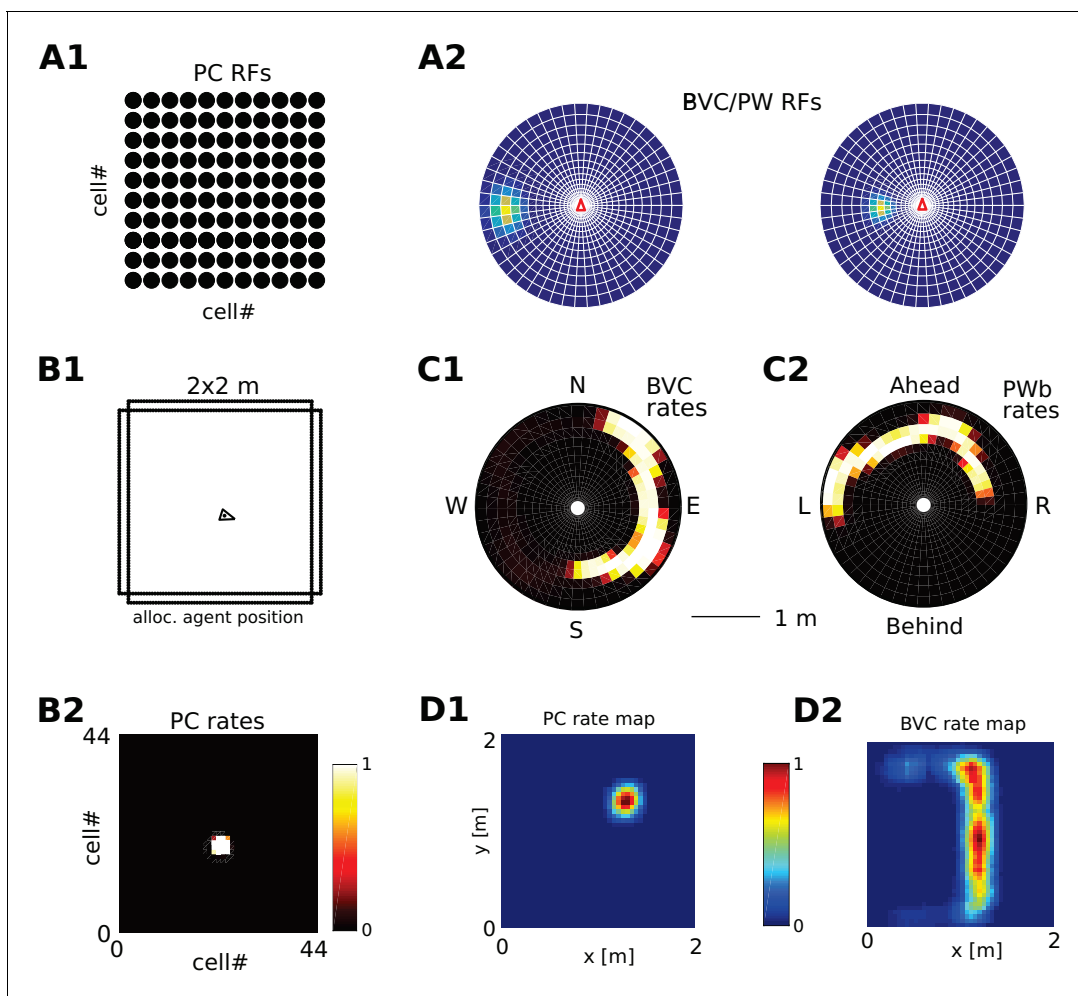 A1
PC RFs
cell#
cell#
A2
BVC/PW RFs
B1
2x2 m
alloc. agent position
C1
N
BVC
rates
W
E
S
1 m
C2
Ahead
PWb
rates
L
R
Behind
B2
PC rates
44
cell#
0
0
44
cell#
1
0
D1
PC rate map
2
y [m]
0
0
2
x [m]
1
0
D2
BVC rate map
0
2
x [m]